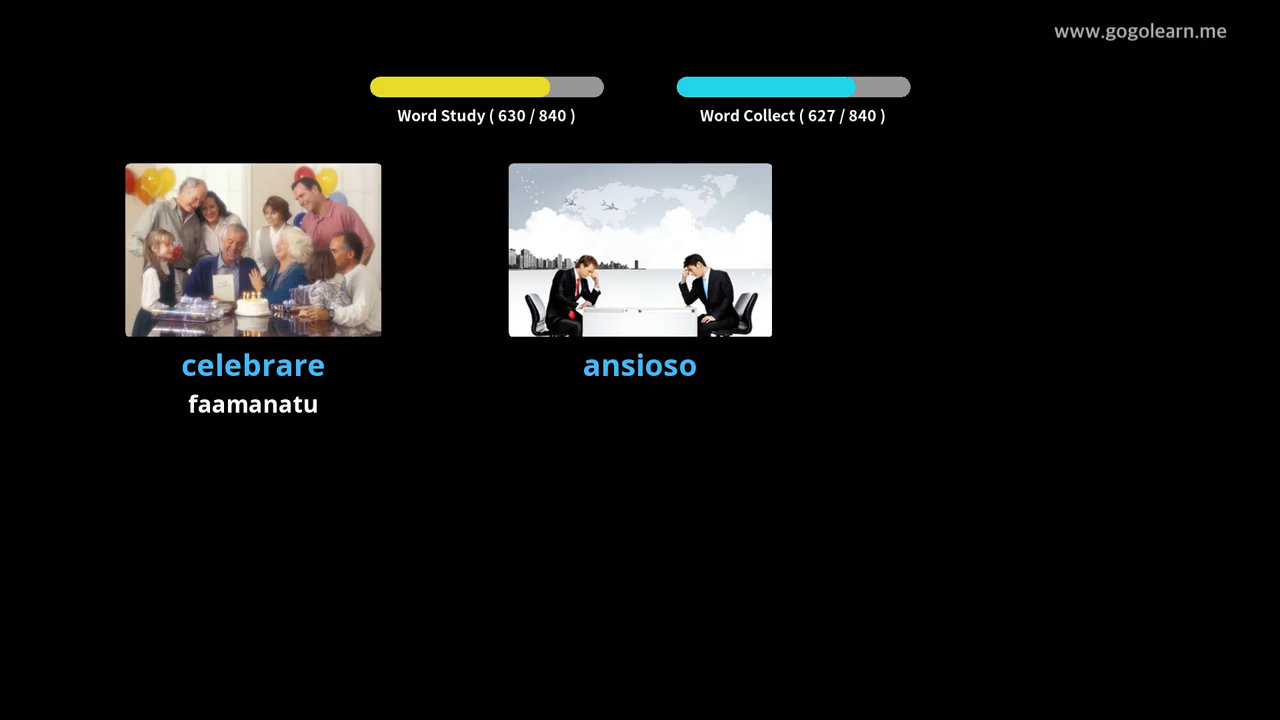 www.gogolearn.me
Word Study ( 630 / 840 )
Word Collect ( 627 / 840 )
celebrare
faamanatu
ansioso